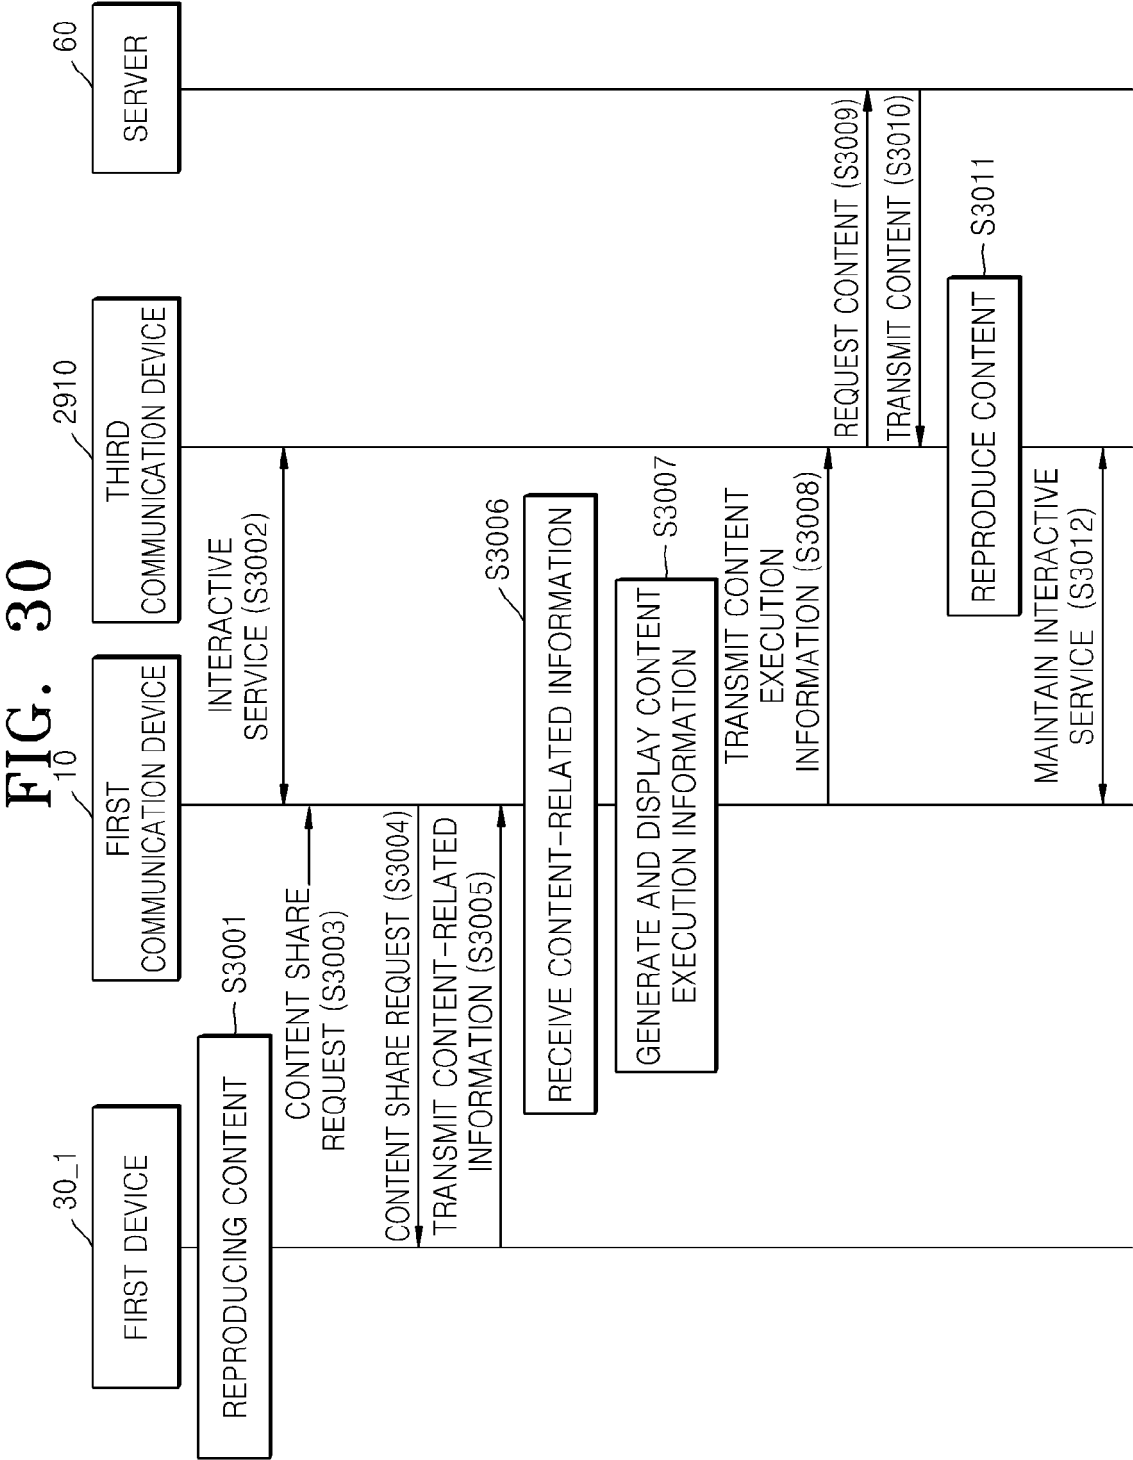 FIG. 30
30_1
FIRST DEVICE
10
FIRST
COMMUNICATION DEVICE
2910
THIRD
COMMUNICATION DEVICE
60
SERVER
REPRODUCING CONTENT
S3001
INTERACTIVE
SERVICE (S3002)
CONTENT SHARE
REQUEST (S3003)
CONTENT SHARE REQUEST (S3004)
TRANSMIT CONTENT-RELATED
INFORMATION (S3005)
S3006
RECEIVE CONTENT-RELATED INFORMATION
GENERATE AND DISPLAY CONTENT
EXECUTION INFORMATION
S3007
TRANSMIT CONTENT
EXECUTION
INFORMATION (S3008)
REQUEST CONTENT (S3009)
TRANSMIT CONTENT (S3010)
REPRODUCE CONTENT
S3011
MAINTAIN INTERACTIVE
SERVICE (S3012)